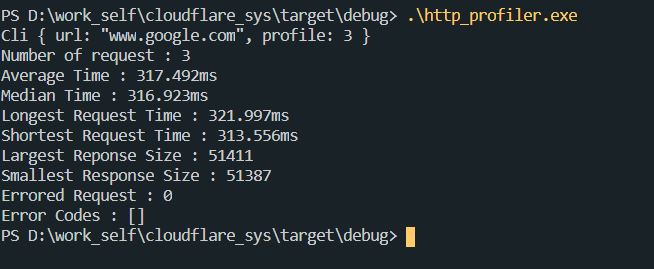 PS D:\work_self\cloudflare_sys\target\debug> .\http_profiler.exe
Cli { url: "www.google.com", profile: 3 }
Number of request : 3
Average Time : 317.492ms
Median Time : 316.923ms
Longest Request Time : 321.997ms
Shortest Request Time : 313.556ms
Largest Reponse Size : 51411
Smallest Response Size : 51387
Errored Request : 0
Error Codes : []
PS D:\work_self\cloudflare_sys\target\debug>